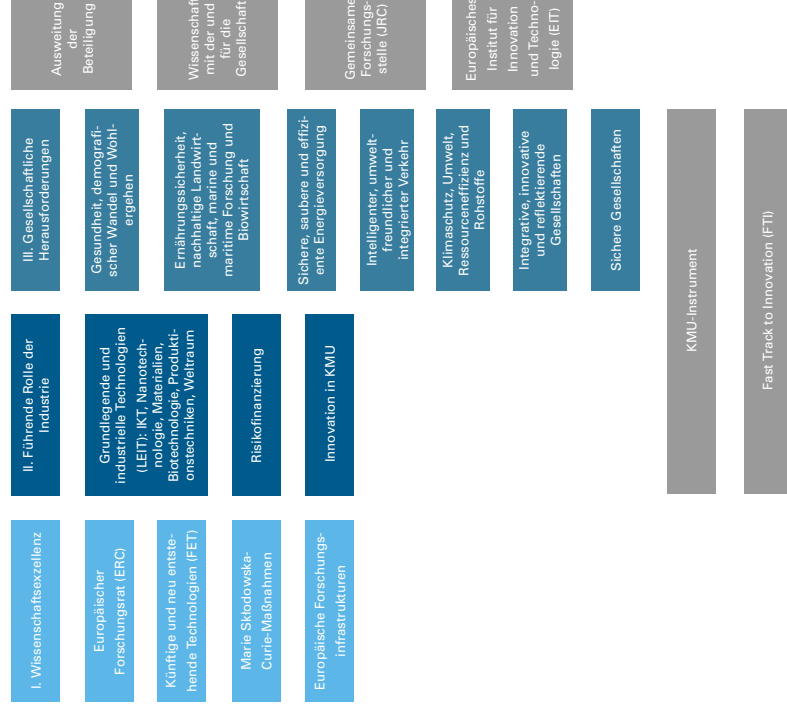 I. Wissenschaftsexzellenz
Europäischer
Forschungsrat (ERC)
Künftige und neu entste-
hende Technologien (FET)
Marie Skłodowska-
Curie-Maßnahmen
Europäische Forschungs-
infrastrukturen
II. Führende Rolle der
Industrie
Grundlegende und
industrielle Technologien
(LEIT): IKT, Nanotech-
nologie, Materialien,
Biotechnologie, Produkti-
onstechniken, Weltraum
Risikofinanzierung
Innovation in KMU
III. Gesellschaftliche
Herausforderungen
Gesundheit, demografi-
scher Wandel und Wohl-
ergehen
Ernährungssicherheit,
nachhaltige Landwirt-
schaft, marine und
maritime Forschung und
Biowirtschaft
Sichere, saubere und effizi-
ente Energieversorgung
Intelligenter, umwelt-
freundlicher und
integrierter Verkehr
Klimaschutz, Umwelt,
Ressourceneffizienz und
Rohstoffe
Integrative, innovative
und reflektierende
Gesellschaften
Sichere Gesellschaften
KMU-Instrument
Fast Track to Innovation (FTI)
Ausweitung
der
Beteiligung
Wissenschaft
mit der und
für die
Gesellschaft
Gemeinsame
Forschungs-
stelle (JRC)
Europäisches
Institut für
Innovation
und Techno-
logie (EIT)